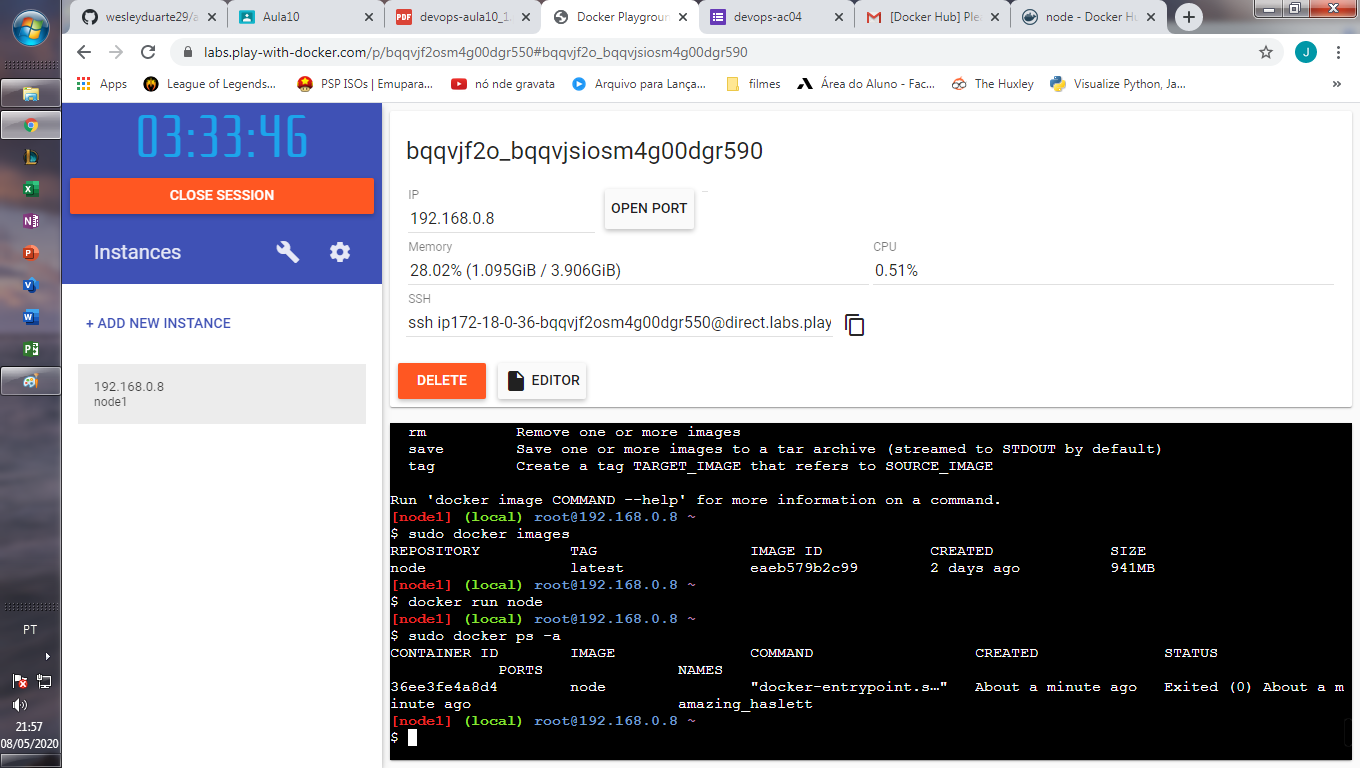 wesleyduarte29/a
Aula10
devops-aula10_1
Docker Playgroun
devops-ac04
[Docker Hub] Ple
node - Docker Hu
labs.play-with-docker.com/p/bqqvjf2osm4g00dgr550#bqqvjf2o_bqqvjsiosm4g00dgr590
J
Apps
League of Legends...
PSP ISOs | Emupara...
nó nde gravata
Arquivo para Lança...
filmes
Área do Aluno - Fac...
The Huxley
Visualize Python, Ja...
»
03:33:46
CLOSE SESSION
Instances
+ ADD NEW INSTANCE
192.168.0.8
node1
bqqvjf2o_bqqvjsiosm4g00dgr590
IP
192.168.0.8
OPEN PORT
Memory
28.02% (1.095GiB / 3.906GiB)
CPU
0.51%
SSH
ssh ip172-18-0-36-bqqvjf2osm4g00dgr550@direct.labs.play
DELETE
EDITOR
rm Remove one or more images
save Save one or more images to a tar archive (streamed to STDOUT by default)
tag Create a tag TARGET_IMAGE that refers to SOURCE_IMAGE
Run 'docker image COMMAND --help' for more information on a command.
[node1] (local) root@192.168.0.8 ~
$ sudo docker images
REPOSITORY TAG IMAGE ID CREATED SIZE
node latest eaeb579b2c99 2 days ago 941MB
[node1] (local) root@192.168.0.8 ~
$ docker run node
[node1] (local) root@192.168.0.8 ~
$ sudo docker ps -a
CONTAINER ID IMAGE COMMAND CREATED STATUS
PORTS NAMES
36ee3fe4a8d4 node "docker-entrypoint.s…" About a minute ago Exited (0) About a m
inute ago amazing_haslett
[node1] (local) root@192.168.0.8 ~
$
PT
21:57
08/05/2020